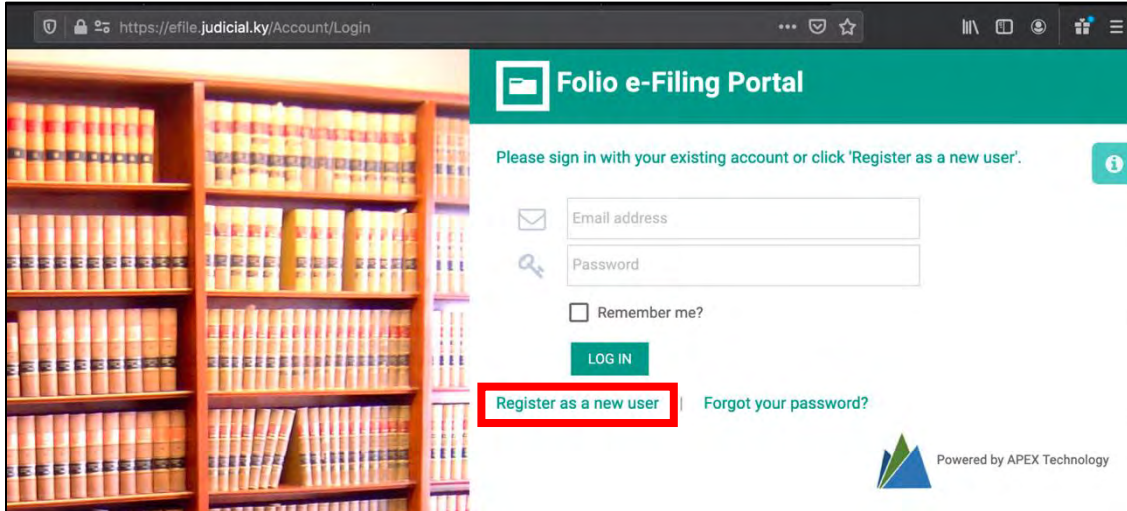 https://efile.judicial.ky/Account/Login
Folio e-Filing Portal
Please sign in with your existing account or click 'Register as a new user'.
Email address
Password
Remember me?
LOG IN
Register as a new user | Forgot your password?
Powered by APEX Technology